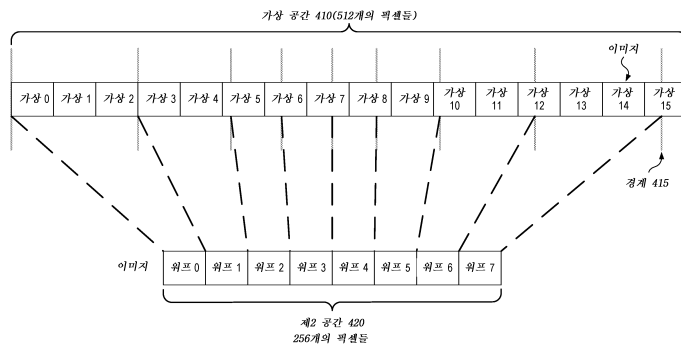 가상 공간 410(512개의 픽셀들)
이미지
가상 0 가상 1 가상 2 가상 3 가상 4 가상 5 가상 6 가상 7 가상 8 가상 9 가상 10 가상 11 가상 12 가상 13 가상 14 가상 15
경계 415
이미지 워프 0 워프 1 워프 2 워프 3 워프 4 워프 5 워프 6 워프 7
제2 공간 420
256개의 픽셀들